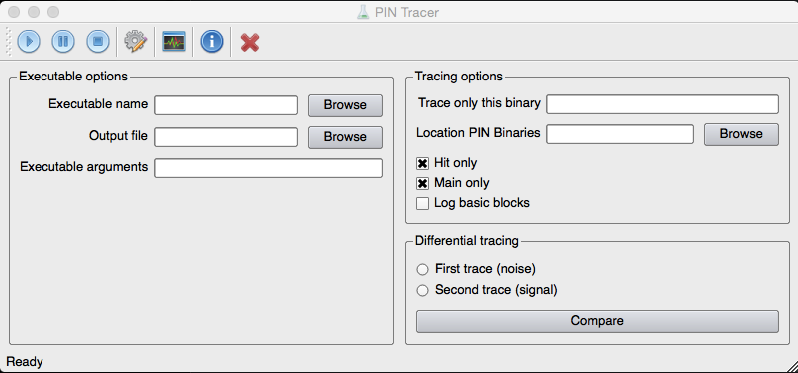 PIN Tracer
Executable options
Executable name
Browse
Output file
Browse
Executable arguments
Tracing options
Trace only this binary
Location PIN Binaries
Browse
Hit only
Main only
Log basic blocks
Differential tracing
First trace (noise)
Second trace (signal)
Compare
Ready